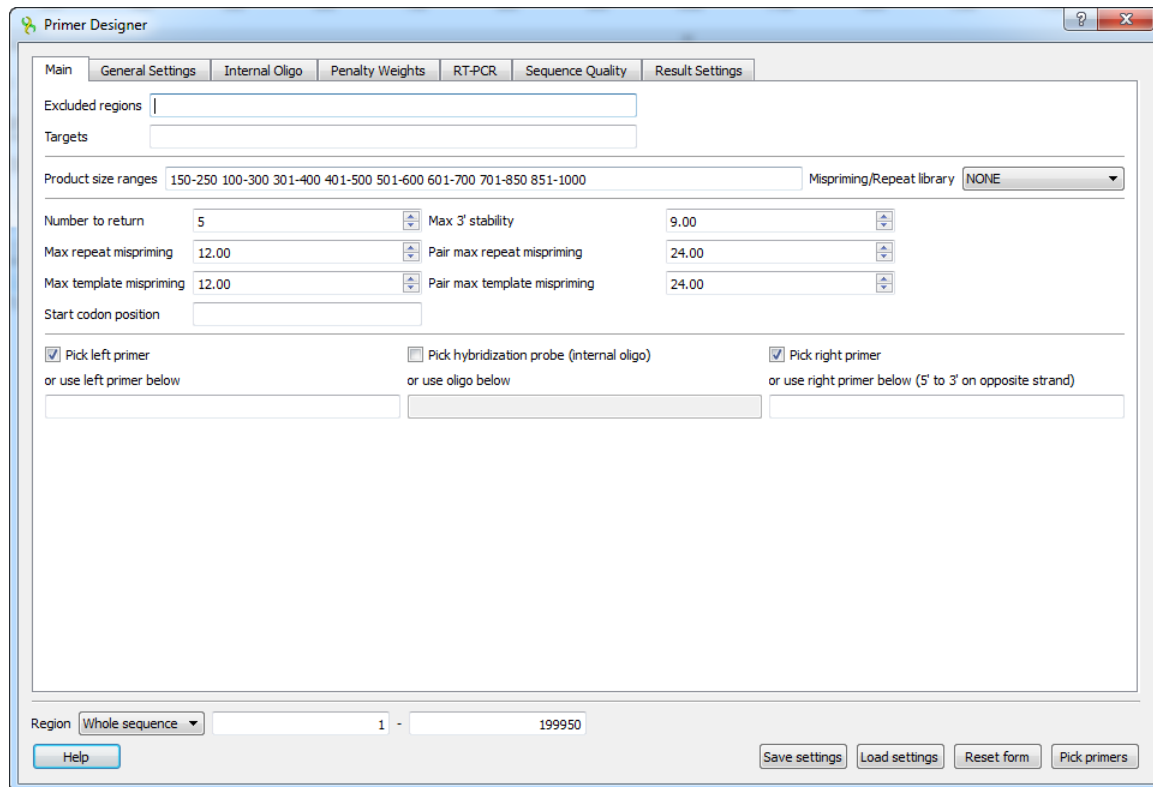 Primer Designer
Main General Settings Internal Oligo Penalty Weights RT-PCR Sequence Quality Result Settings
Excluded regions
Targets
Product size ranges 150-250 100-300 301-400 401-500 501-600 601-700 701-850 851-1000 Mispriming/Repeat library NONE
Number to return 5 Max 3' stability 9.00
Max repeat mispriming 12.00 Pair max repeat mispriming 24.00
Max template mispriming 12.00 Pair max template mispriming 24.00
Start codon position
Pick left primer Pick hybridization probe (internal oligo) Pick right primer
or use left primer below or use oligo below or use right primer below (5' to 3' on opposite strand)
Region Whole sequence 1 - 199950
Help Save settings Load settings Reset form Pick primers